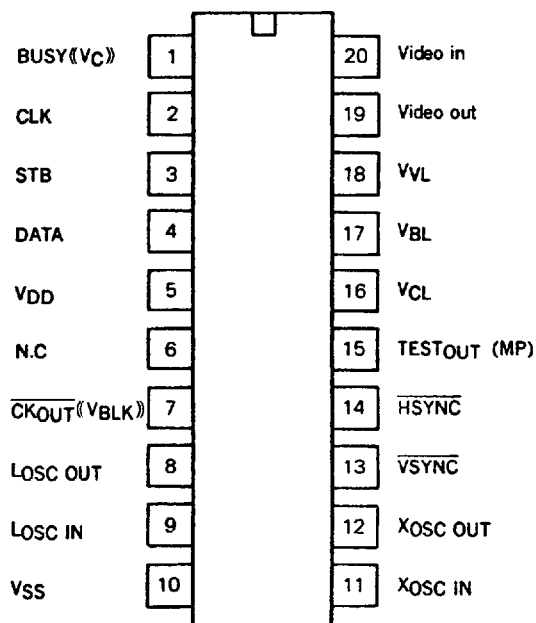 BUSY⟪VC⟫ 1 20 Video in
CLK 2 19 Video out
STB 3 18 VVL
DATA 4 17 VBL
VDD 5 16 VCL
N.C 6 15 TESTOUT (MP)
CKOUT⟪VBLK⟫ 7 14 HSYNC
LOSC OUT 8 13 VSYNC
LOSC IN 9 12 XOSC OUT
VSS 10 11 XOSC IN